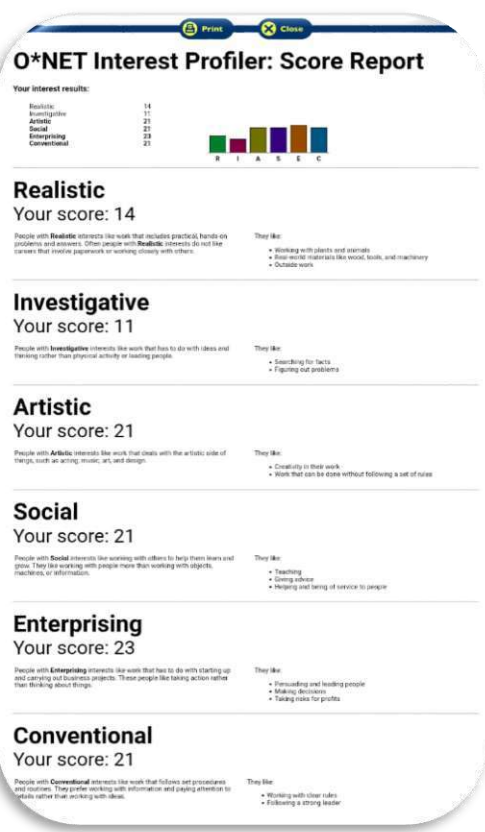 Print
Close
O*NET Interest Profiler: Score Report
Your interest results:
Realistic 14
Investigative 11
Artistic 21
Social 21
Enterprising 23
Conventional 21
R I A S E C
Realistic
Your score: 14
People with Realistic interests like work that includes practical, hands-on
problems and answers. Often people with Realistic interests do not like
careers that involve paperwork or working closely with others.
They like:
• Working with plants and animals
• Real-world materials like wood, tools, and machinery
• Outside work
Investigative
Your score: 11
People with Investigative interests like work that has to do with ideas and
thinking rather than physical activity or leading people.
They like:
• Searching for facts
• Figuring out problems
Artistic
Your score: 21
People with Artistic interests like work that deals with the artistic side of
things, such as acting, music, art, and design.
They like:
• Creativity in their work
• Work that can be done without following a set of rules
Social
Your score: 21
People with Social interests like working with others to help them learn and
grow. They like working with people more than working with objects,
machines, or information.
They like:
• Teaching
• Giving advice
• Helping and being of service to people
Enterprising
Your score: 23
People with Enterprising interests like work that has to do with starting up
and carrying out business projects. These people like taking action rather
than thinking about things.
They like:
• Persuading and leading people
• Making decisions
• Taking risks for profits
Conventional
Your score: 21
People with Conventional interests like work that follows set procedures
and routines. They prefer working with information and paying attention to
details rather than working with ideas.
They like:
• Working with clear rules
• Following a strong leader